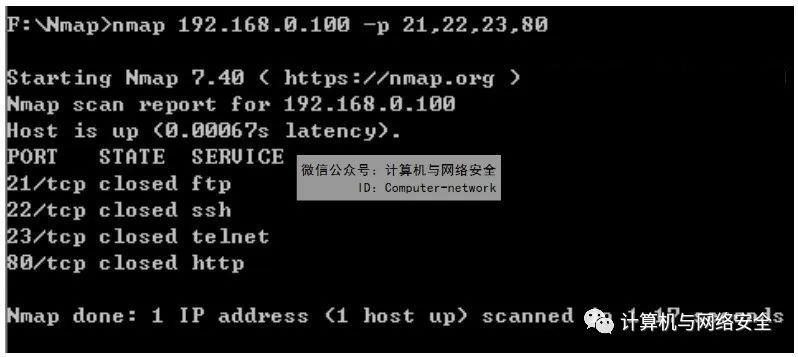 F:\Nmap>nmap 192.168.0.100 -p 21,22,23,80
Starting Nmap 7.40 ( https://nmap.org )
Nmap scan report for 192.168.0.100
Host is up (0.00067s latency).
PORT STATE SERVICE
21/tcp closed ftp
22/tcp closed ssh
23/tcp closed telnet
80/tcp closed http
微信公众号：计算机与网络安全
ID：Computer-network
Nmap done: 1 IP address (1 host up) scanned in seconds
计算机与网络安全